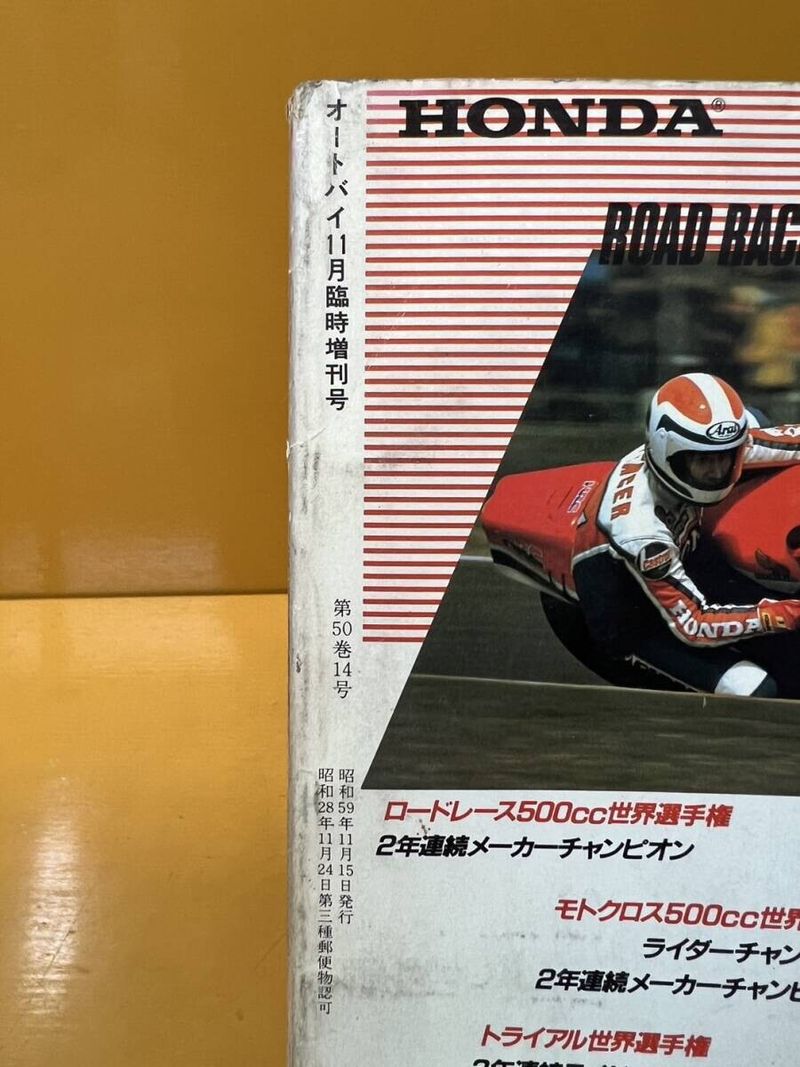 オートバイ11月臨時増刊号
第50巻14号
昭和59年11月15日発行
昭和28年11月24日第三種郵便物認可
HONDA®
ROAD RAC
Arai
ACER
HONDA
ロードレース500cc世界選手権
2年連続メーカーチャンピオン
モトクロス500cc世界
ライダーチャン
2年連続メーカーチャンピ
トライアル世界選手権